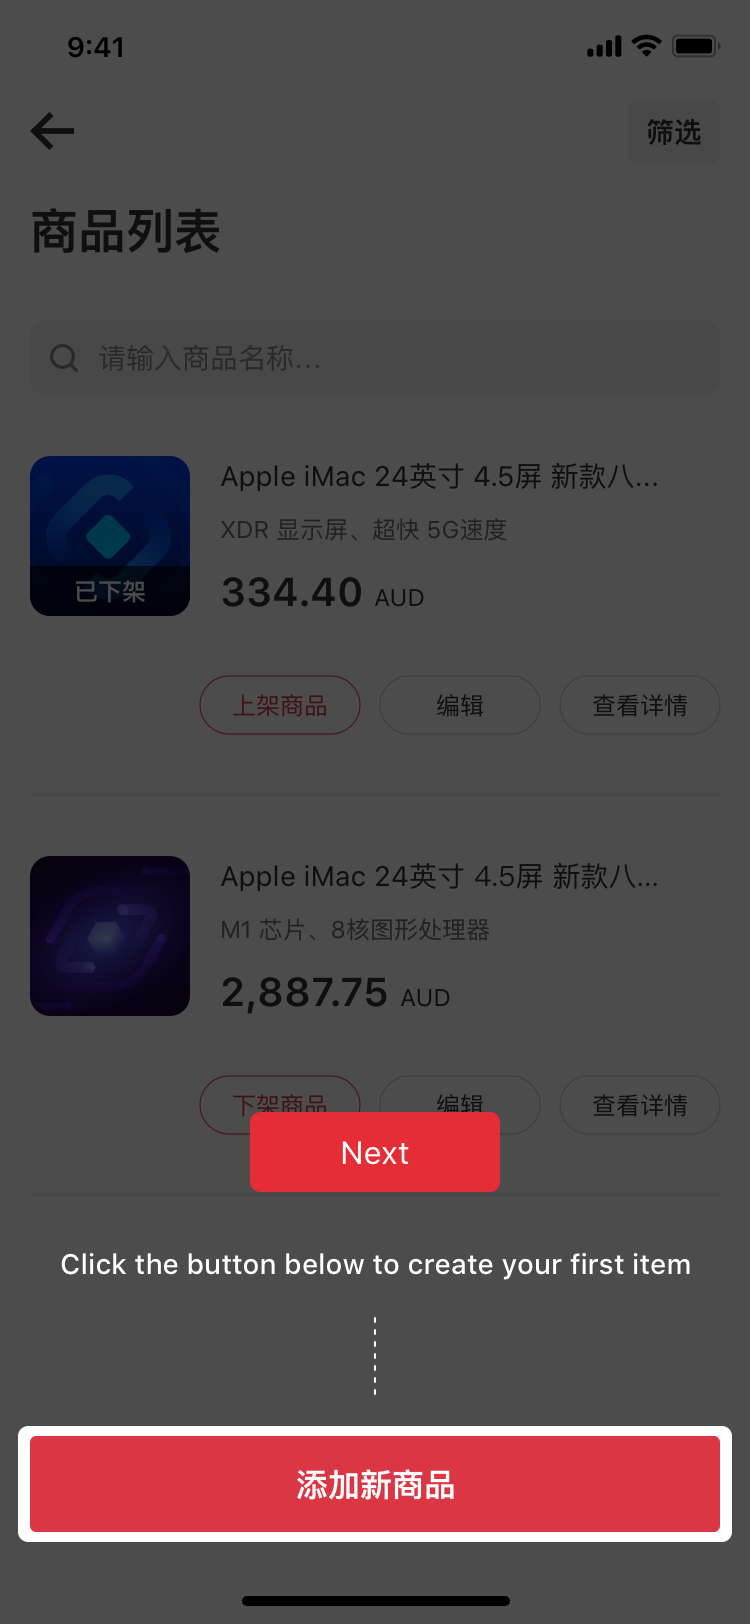 9:41
筛选
商品列表
请输入商品名称...
Apple iMac 24英寸 4.5屏 新款八...
XDR 显示屏、超快 5G速度
已下架
334.40 AUD
上架商品 编辑 查看详情
Apple iMac 24英寸 4.5屏 新款八...
M1 芯片、8核图形处理器
2,887.75 AUD
下架商品 编辑 查看详情
Next
Click the button below to create your first item
添加新商品